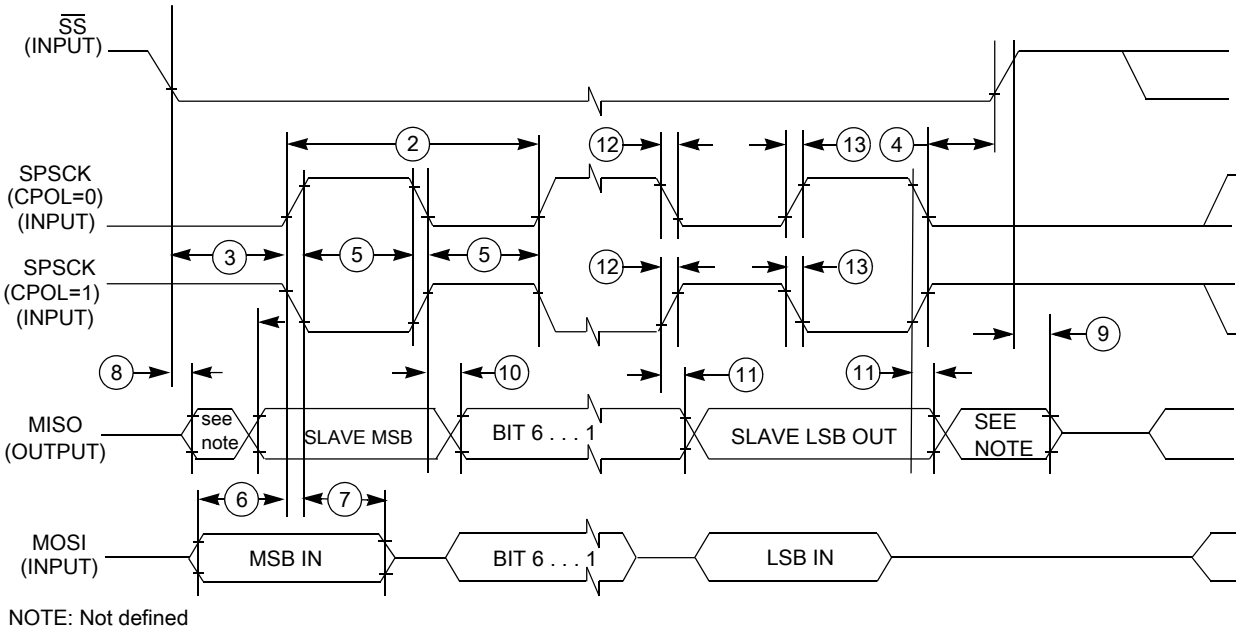 SS
(INPUT)
2
12
13
4
SPSCK
(CPOL=0)
(INPUT)
3
5
5
SPSCK
(CPOL=1)
(INPUT)
12
13
9
8
10
11
11
MISO
(OUTPUT)
see
note
SLAVE MSB
BIT 6 . . . 1
SLAVE LSB OUT
SEE
NOTE
6
7
MOSI
(INPUT)
MSB IN
BIT 6 . . . 1
LSB IN
NOTE: Not defined